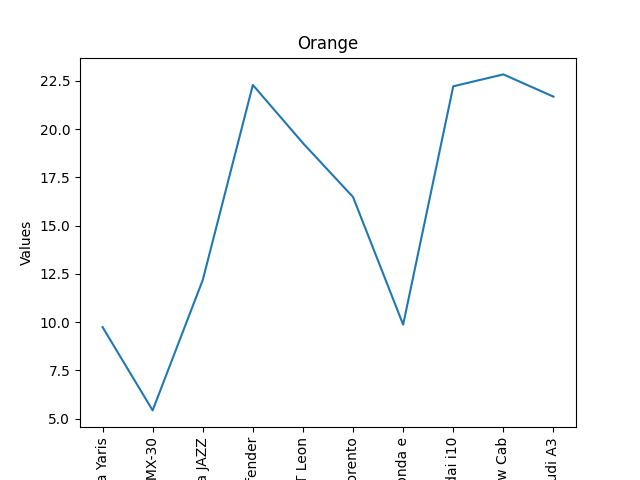 Orange
Values
22.5
20.0
17.5
15.0
12.5
10.0
7.5
5.0
a Yaris
MX-30
a JAZZ
fender
T Leon
orento
onda e
dai i10
w Cab
udi A3